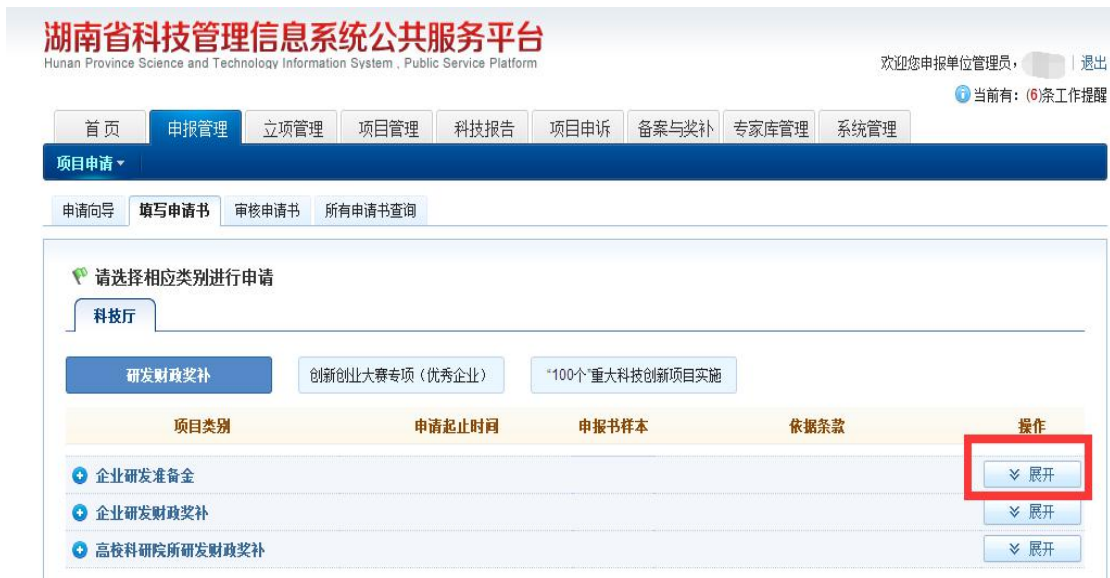 湖南省科技管理信息系统公共服务平台
Hunan Province Science and Technology Information System , Public Service Platform
欢迎您申报单位管理员， | 退出
当前有：(6)条工作提醒
首页 申报管理 立项管理 项目管理 科技报告 项目申诉 备案与奖补 专家库管理 系统管理
项目申请
申请向导 填写申请书 审核申请书 所有申请书查询
请选择相应类别进行申请
科技厅
研发财政奖补 创新创业大赛专项（优秀企业） “100个”重大科技创新项目实施
项目类别 申请起止时间 申报书样本 依据条款 操作
企业研发准备金 展开
企业研发财政奖补 展开
高校科研院所研发财政奖补 展开